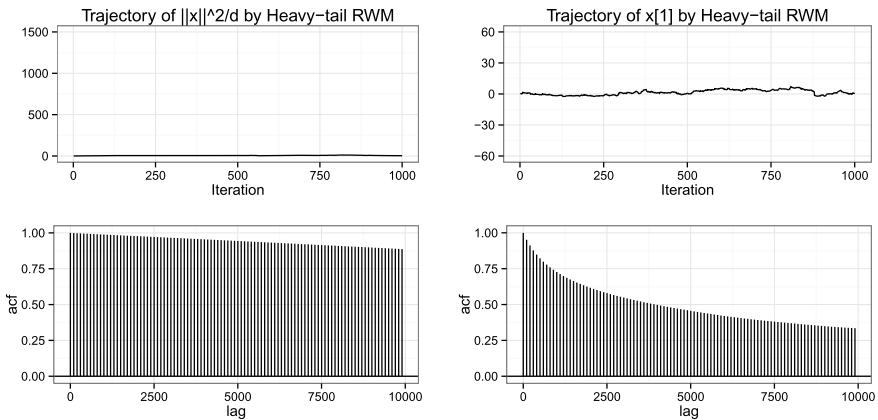 Trajectory of ||x||^2/d by Heavy−tail RWM
1500
1000
500
0
0 250 500 750 1000
Iteration
Trajectory of x[1] by Heavy−tail RWM
60
30
0
−30
−60
0 250 500 750 1000
Iteration
1.00
0.75
0.50
0.25
0.00
acf
0 2500 5000 7500 10000
lag
1.00
0.75
0.50
0.25
0.00
acf
0 2500 5000 7500 10000
lag